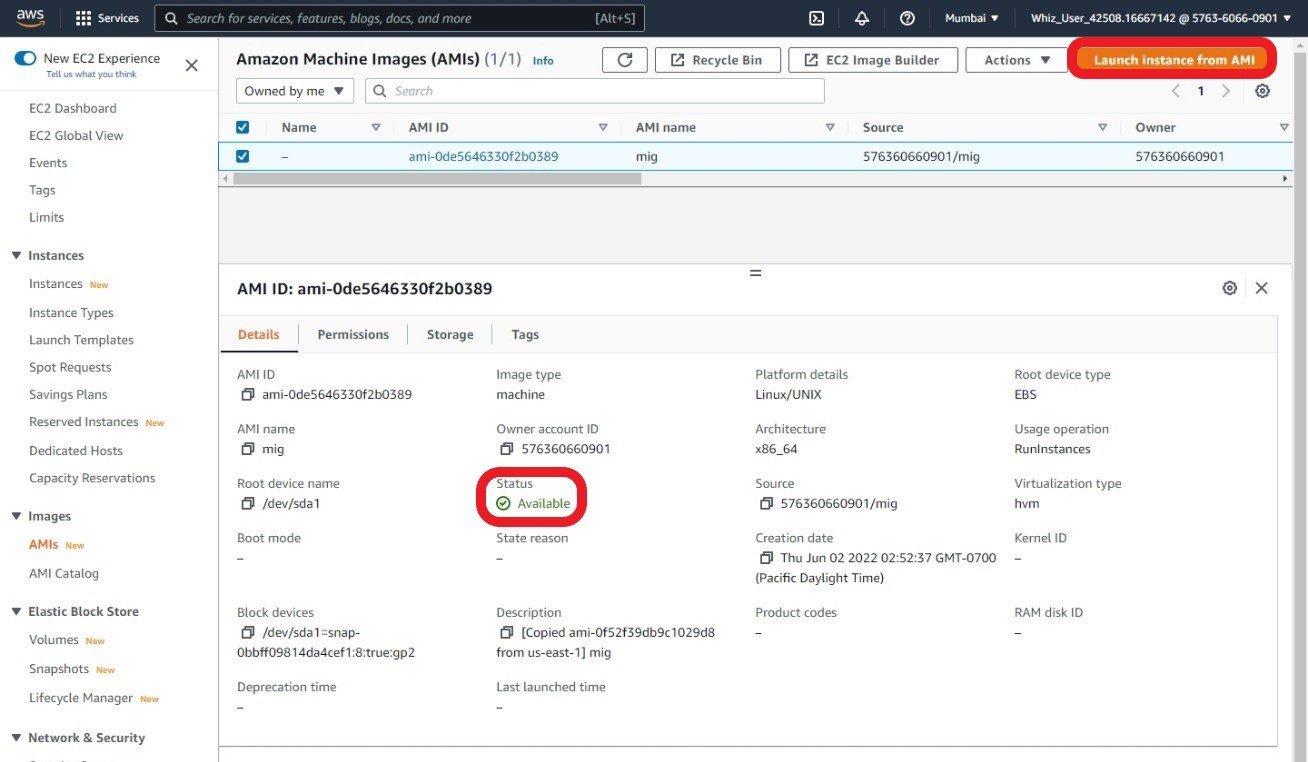 aws
Services
Search for services, features, blogs, docs, and more
[Alt+S]
Mumbai
Whiz_User_42508.16667142 @ 5763-6066-0901
New EC2 Experience
Tell us what you think
EC2 Dashboard
EC2 Global View
Events
Tags
Limits
Instances
Instances New
Instance Types
Launch Templates
Spot Requests
Savings Plans
Reserved Instances New
Dedicated Hosts
Capacity Reservations
Images
AMIs New
AMI Catalog
Elastic Block Store
Volumes New
Snapshots New
Lifecycle Manager New
Network & Security
Amazon Machine Images (AMIs) (1/1) Info
Recycle Bin
EC2 Image Builder
Actions
Launch instance from AMI
Owned by me
Search
1
Name
AMI ID
AMI name
Source
Owner
–
ami-0de5646330f2b0389
mig
576360660901/mig
576360660901
AMI ID: ami-0de5646330f2b0389
Details
Permissions
Storage
Tags
AMI ID
ami-0de5646330f2b0389
Image type
machine
Platform details
Linux/UNIX
Root device type
EBS
AMI name
mig
Owner account ID
576360660901
Architecture
x86_64
Usage operation
RunInstances
Root device name
/dev/sda1
Status
Available
Source
576360660901/mig
Virtualization type
hvm
Boot mode
–
State reason
–
Creation date
Thu Jun 02 2022 02:52:37 GMT-0700
(Pacific Daylight Time)
Kernel ID
–
Block devices
/dev/sda1=snap-
0bbff09814da4cef1:8:true:gp2
Description
[Copied ami-0f52f39db9c1029d8
from us-east-1] mig
Product codes
–
RAM disk ID
–
Deprecation time
–
Last launched time
–